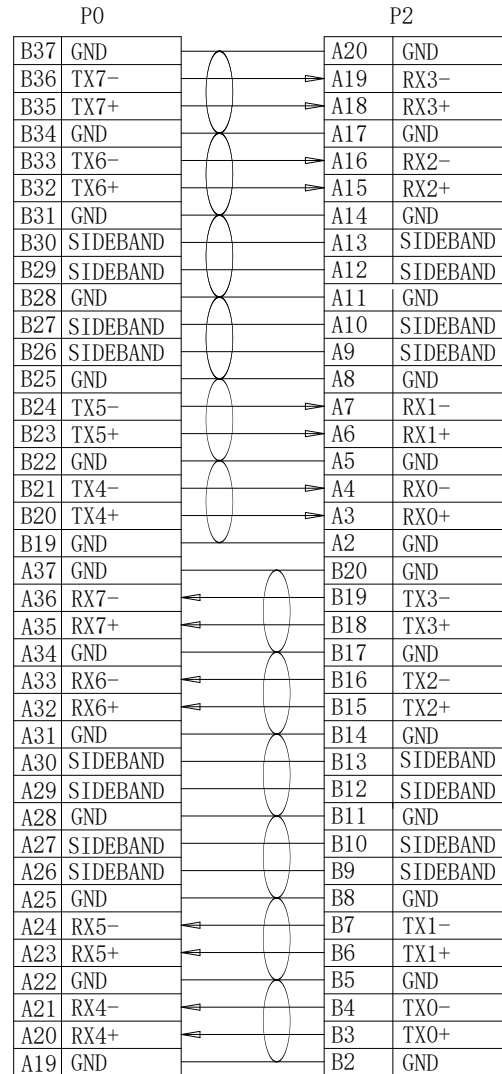 P0 P2
B37 GND A20 GND
B36 TX7- A19 RX3-
B35 TX7+ A18 RX3+
B34 GND A17 GND
B33 TX6- A16 RX2-
B32 TX6+ A15 RX2+
B31 GND A14 GND
B30 SIDEBAND A13 SIDEBAND
B29 SIDEBAND A12 SIDEBAND
B28 GND A11 GND
B27 SIDEBAND A10 SIDEBAND
B26 SIDEBAND A9 SIDEBAND
B25 GND A8 GND
B24 TX5- A7 RX1-
B23 TX5+ A6 RX1+
B22 GND A5 GND
B21 TX4- A4 RX0-
B20 TX4+ A3 RX0+
B19 GND A2 GND
A37 GND B20 GND
A36 RX7- B19 TX3-
A35 RX7+ B18 TX3+
A34 GND B17 GND
A33 RX6- B16 TX2-
A32 RX6+ B15 TX2+
A31 GND B14 GND
A30 SIDEBAND B13 SIDEBAND
A29 SIDEBAND B12 SIDEBAND
A28 GND B11 GND
A27 SIDEBAND B10 SIDEBAND
A26 SIDEBAND B9 SIDEBAND
A25 GND B8 GND
A24 RX5- B7 TX1-
A23 RX5+ B6 TX1+
A22 GND B5 GND
A21 RX4- B4 TX0-
A20 RX4+ B3 TX0+
A19 GND B2 GND